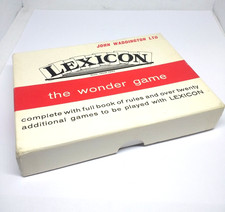 JOHN WADDINGTON LTD
LEXICON
the wonder game
complete with full book of rules and over twenty
additional games to be played with LEXICON